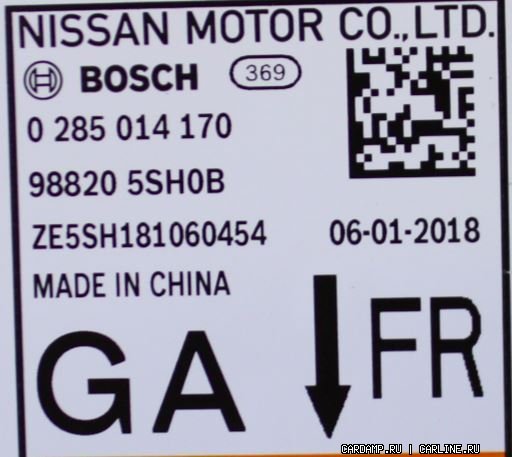 NISSAN MOTOR CO.,LTD.
BOSCH 369
0 285 014 170
98820 5SH0B
ZE5SH181060454 06-01-2018
MADE IN CHINA
GA FR
CARDAMP.RU | CARLINE.RU